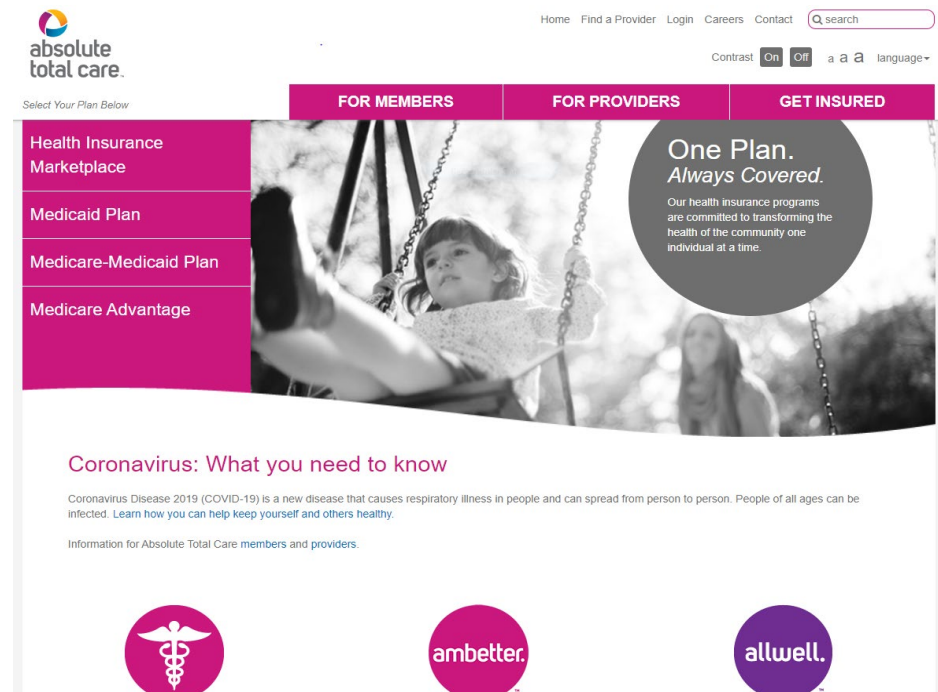 Home Find a Provider Login Careers Contact search
absolute
total care™
Contrast On Off a a a language
Select Your Plan Below
FOR MEMBERS FOR PROVIDERS GET INSURED
Health Insurance
Marketplace
Medicaid Plan
Medicare-Medicaid Plan
Medicare Advantage
One Plan.
Always Covered.
Our health insurance programs
are committed to transforming the
health of the community one
individual at a time.
Coronavirus: What you need to know
Coronavirus Disease 2019 (COVID-19) is a new disease that causes respiratory illness in people and can spread from person to person. People of all ages can be
infected. Learn how you can help keep yourself and others healthy.
Information for Absolute Total Care members and providers.
ambetter.™
allwell.™